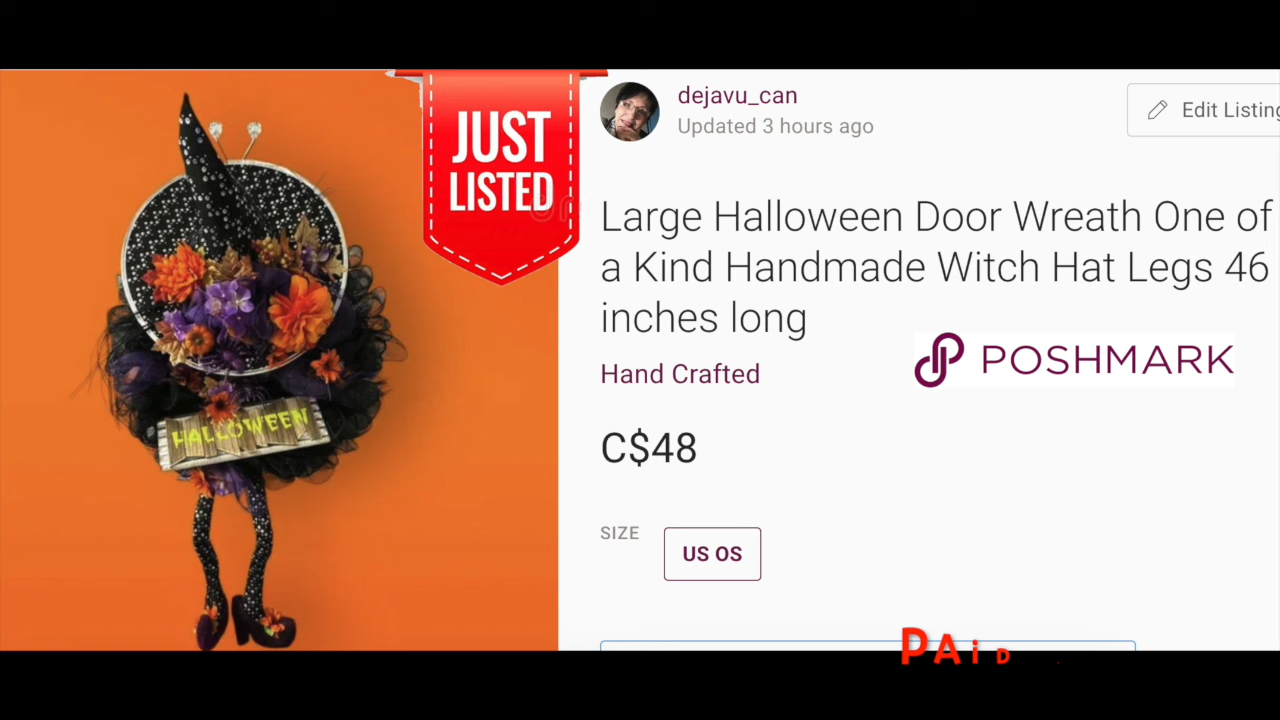 JUST
LISTED
dejavu_can
Updated 3 hours ago
Edit Listing
Large Halloween Door Wreath One of
a Kind Handmade Witch Hat Legs 46
inches long
Hand Crafted
POSHMARK
C$48
HALLOWEEN
SIZE
US OS
PAiD